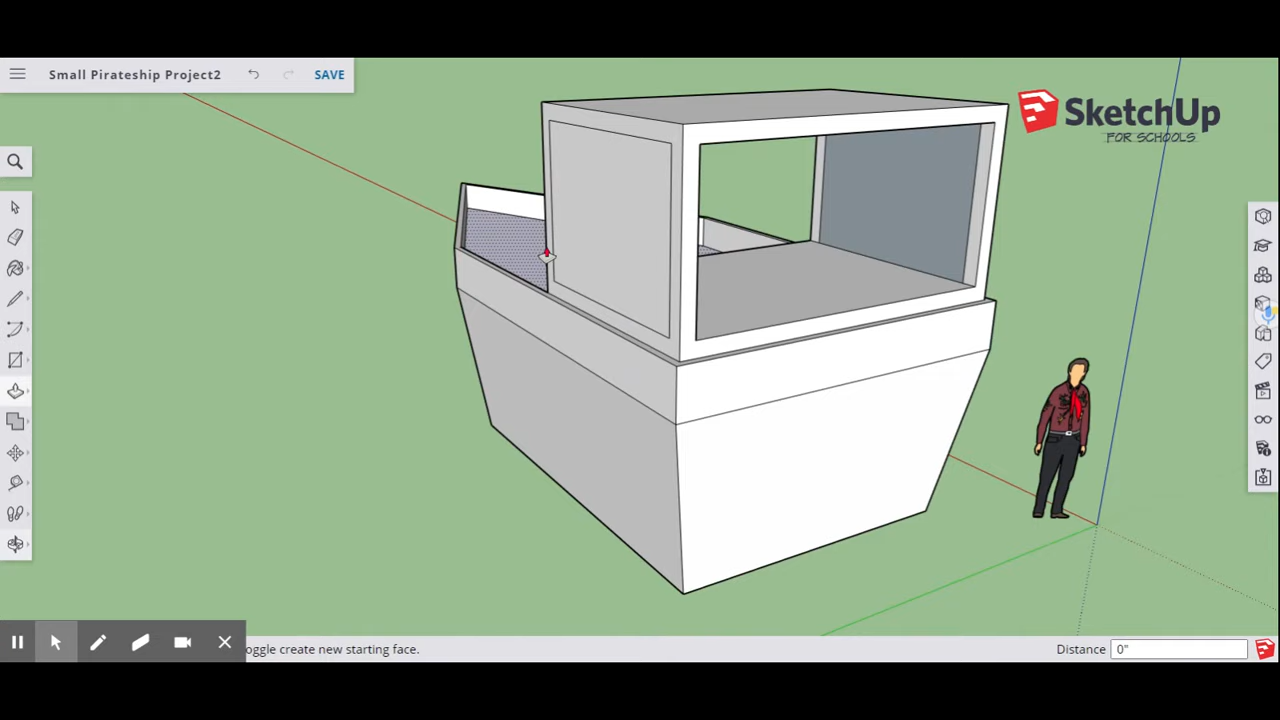 Small Pirateship Project2
SAVE
SketchUp
FOR SCHOOLS
oggle create new starting face.
Distance
0"